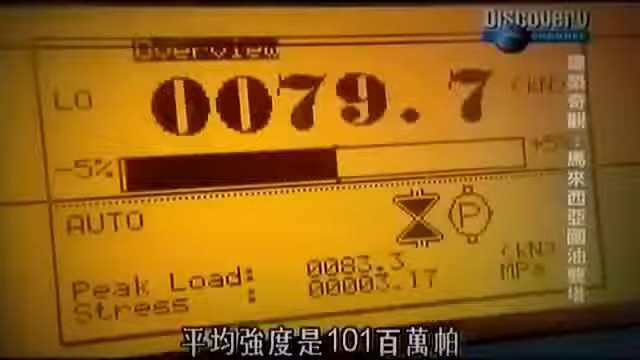 Discovery
CHANNEL
Overview
LO 0079.7 (kN)
-5% +5%
AUTO
P
Peak Load: 0083.3 (kN)
Stress : 00003.17 MPa
建築奇觀:馬來西亞國油雙塔
平均強度是101百萬帕